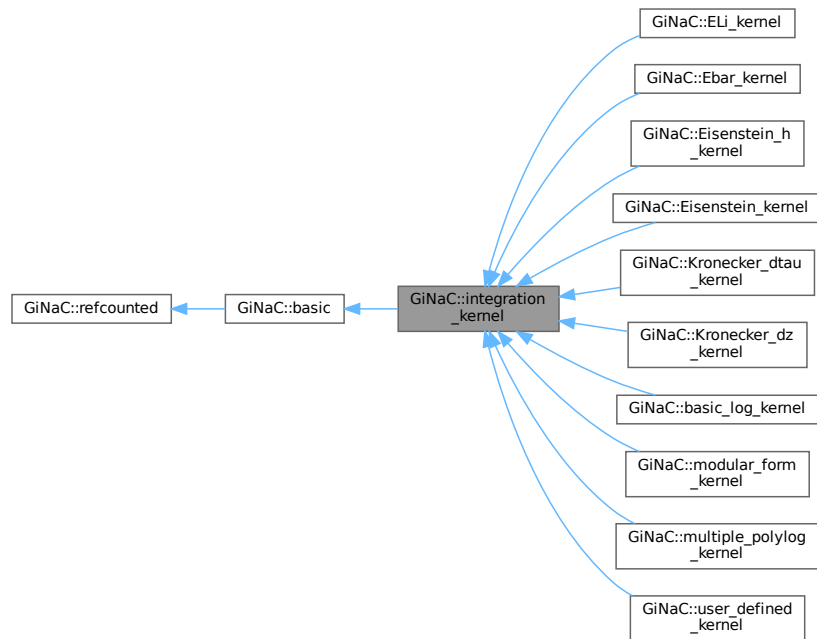 GiNaC::ELi_kernel
GiNaC::Ebar_kernel
GiNaC::Eisenstein_h
_kernel
GiNaC::Eisenstein_kernel
GiNaC::Kronecker_dtau
_kernel
GiNaC::refcounted
GiNaC::basic
GiNaC::integration
_kernel
GiNaC::Kronecker_dz
_kernel
GiNaC::basic_log_kernel
GiNaC::modular_form
_kernel
GiNaC::multiple_polylog
_kernel
GiNaC::user_defined
_kernel